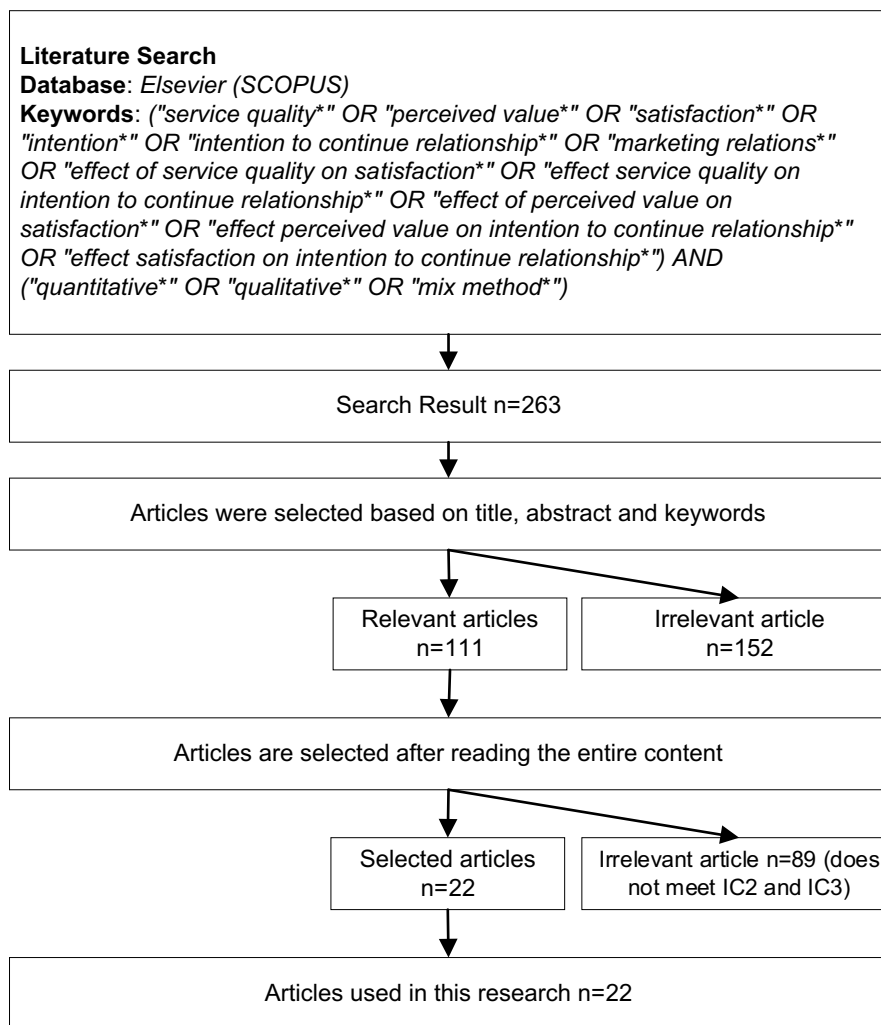 Literature Search
Database: Elsevier (SCOPUS)
Keywords: ("service quality*" OR "perceived value*" OR "satisfaction*" OR
"intention*" OR "intention to continue relationship*" OR "marketing relations*"
OR "effect of service quality on satisfaction*" OR "effect service quality on
intention to continue relationship*" OR "effect of perceived value on
satisfaction*" OR "effect perceived value on intention to continue relationship*"
OR "effect satisfaction on intention to continue relationship*") AND
("quantitative*" OR "qualitative*" OR "mix method*")
Search Result n=263
Articles were selected based on title, abstract and keywords
Relevant articles
n=111
Irrelevant article
n=152
Articles are selected after reading the entire content
Selected articles
n=22
Irrelevant article n=89 (does
not meet IC2 and IC3)
Articles used in this research n=22